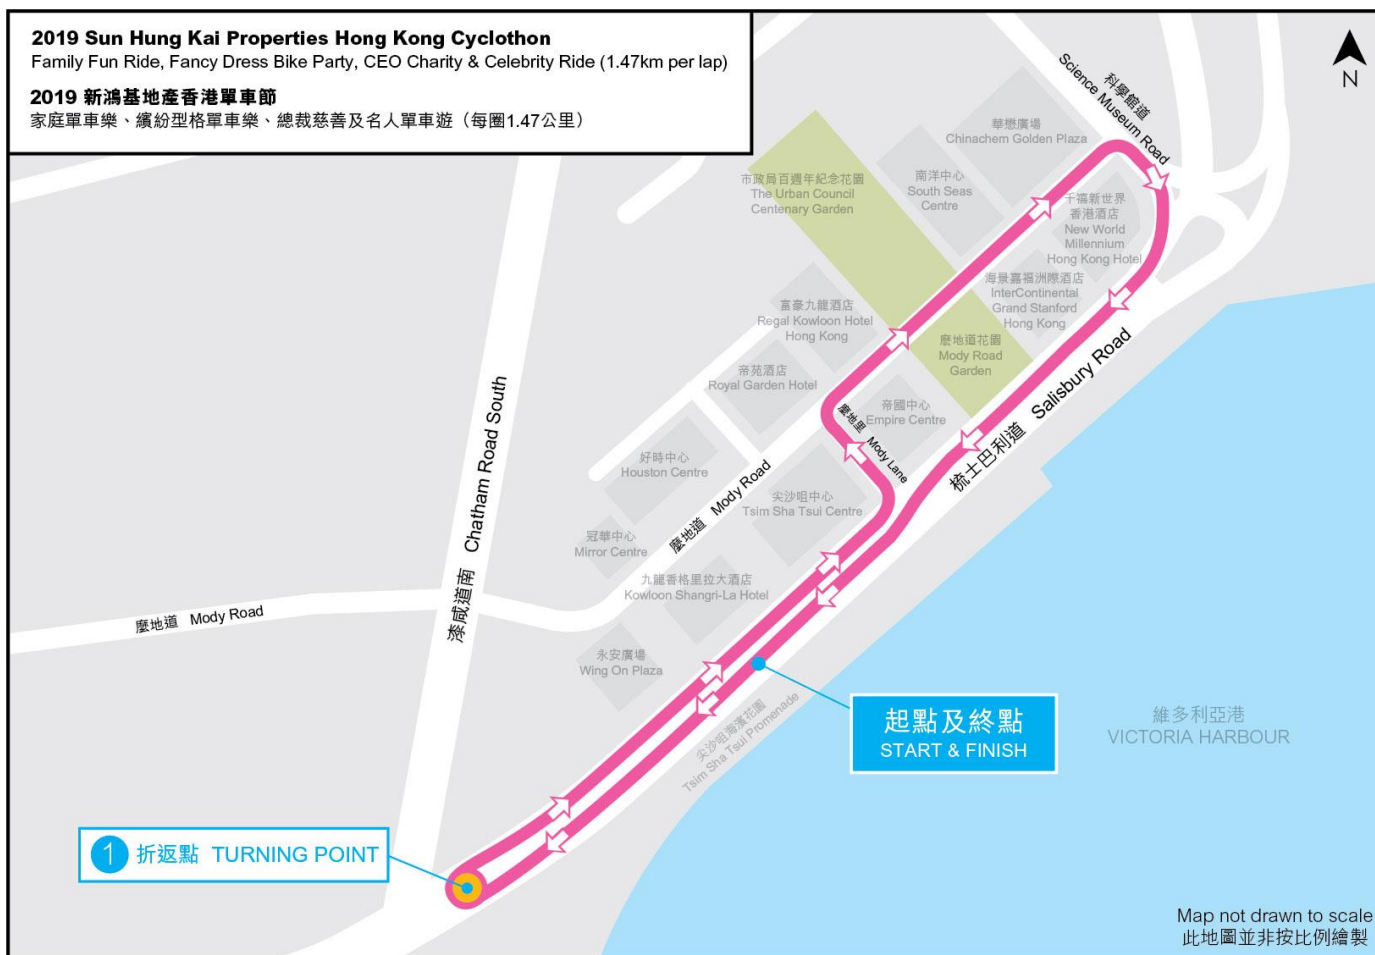 2019 Sun Hung Kai Properties Hong Kong Cyclothon
Family Fun Ride, Fancy Dress Bike Party, CEO Charity & Celebrity Ride (1.47km per lap)
2019 新鴻基地產香港單車節
家庭單車樂、繽紛型格單車樂、總裁慈善及名人單車遊（每圈1.47公里）
N
科學館道
Science Museum Road
華懋廣場
Chinachem Golden Plaza
市政局百週年紀念花園
The Urban Council
Centenary Garden
南洋中心
South Seas
Centre
千禧新世界
香港酒店
New World
Millennium
Hong Kong Hotel
海景嘉福洲際酒店
InterContinental
Grand Stanford
Hong Kong
富豪九龍酒店
Regal Kowloon Hotel
Hong Kong
麼地道花園
Mody Road
Garden
帝苑酒店
Royal Garden Hotel
帝國中心
Empire Centre
麼地里 Mody Lane
梳士巴利道 Salisbury Road
好時中心
Houston Centre
尖沙咀中心
Tsim Sha Tsui Centre
麼地道 Mody Road
冠華中心
Mirror Centre
九龍香格里拉大酒店
Kowloon Shangri-La Hotel
漆咸道南 Chatham Road South
麼地道 Mody Road
永安廣場
Wing On Plaza
尖沙咀海濱花園
Tsim Sha Tsui Promenade
起點及終點
START & FINISH
維多利亞港
VICTORIA HARBOUR
1 折返點 TURNING POINT
Map not drawn to scale
此地圖並非按比例繪製